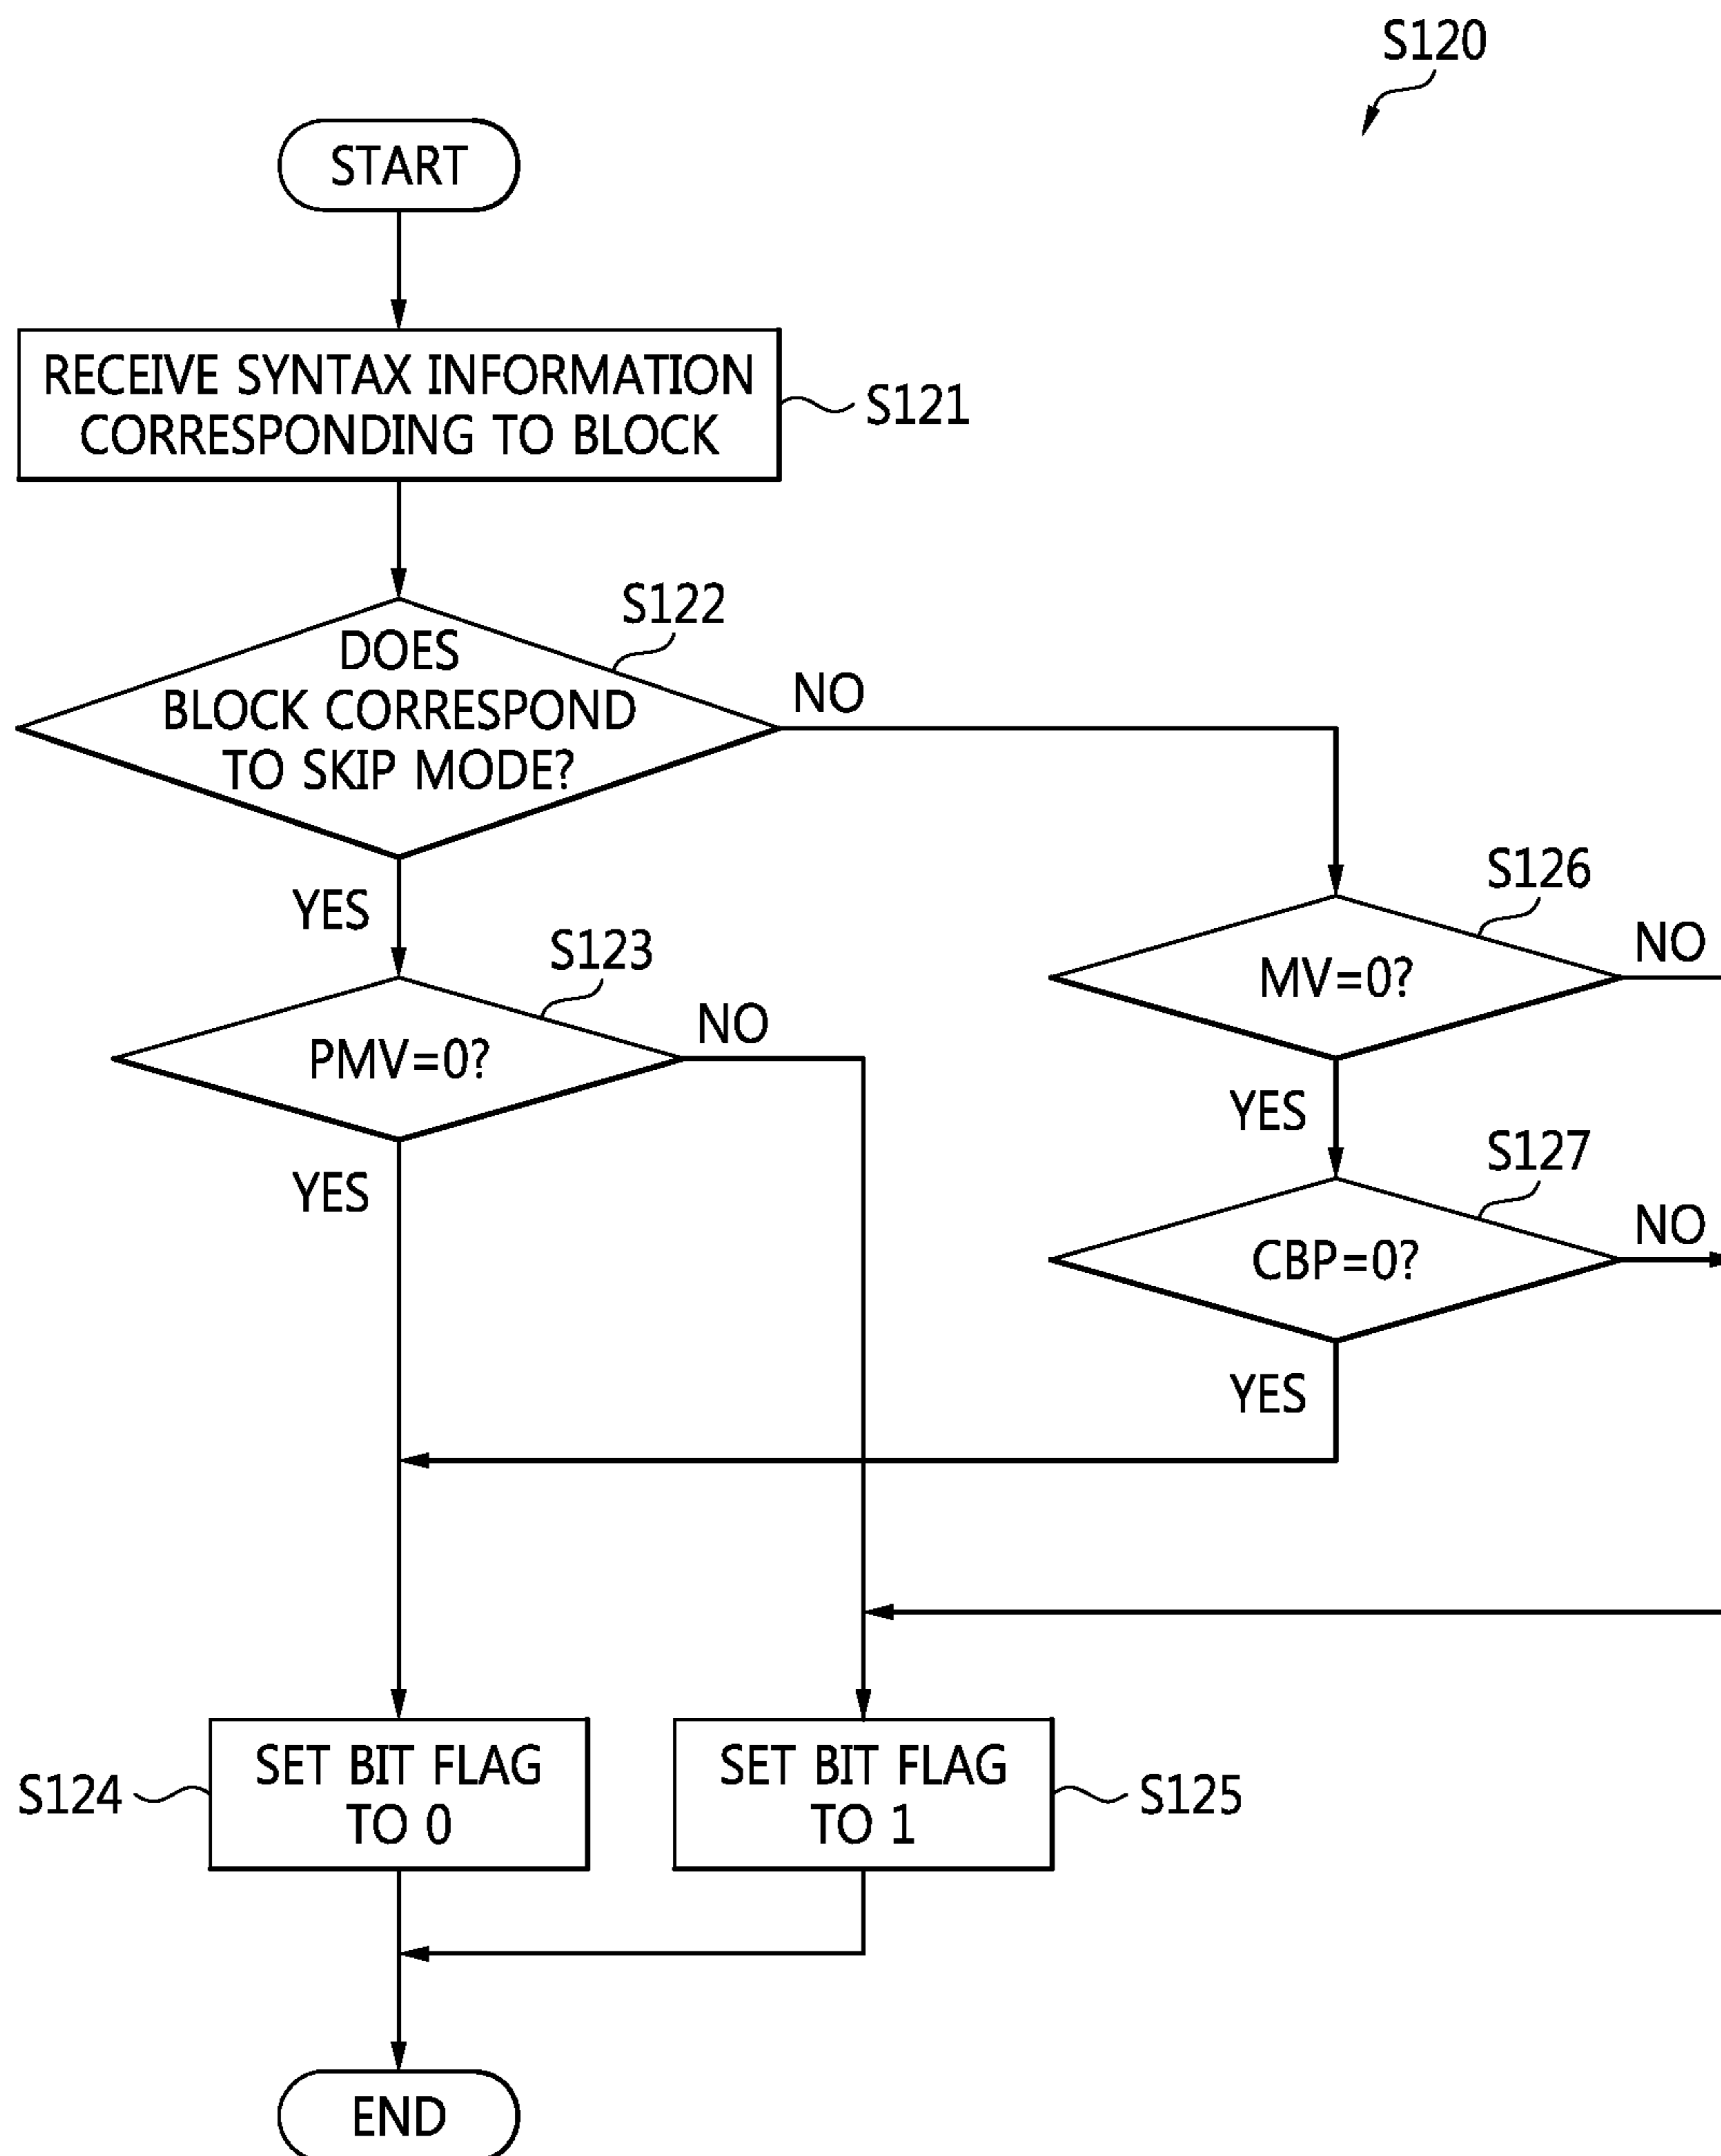 S120
START
RECEIVE SYNTAX INFORMATION
CORRESPONDING TO BLOCK
S121
S122
DOES
BLOCK CORRESPOND
TO SKIP MODE?
NO
YES
S126
MV=0?
NO
S123
PMV=0?
NO
YES
YES
S127
CBP=0?
NO
YES
SET BIT FLAG
TO 0
S124
SET BIT FLAG
TO 1
S125
END